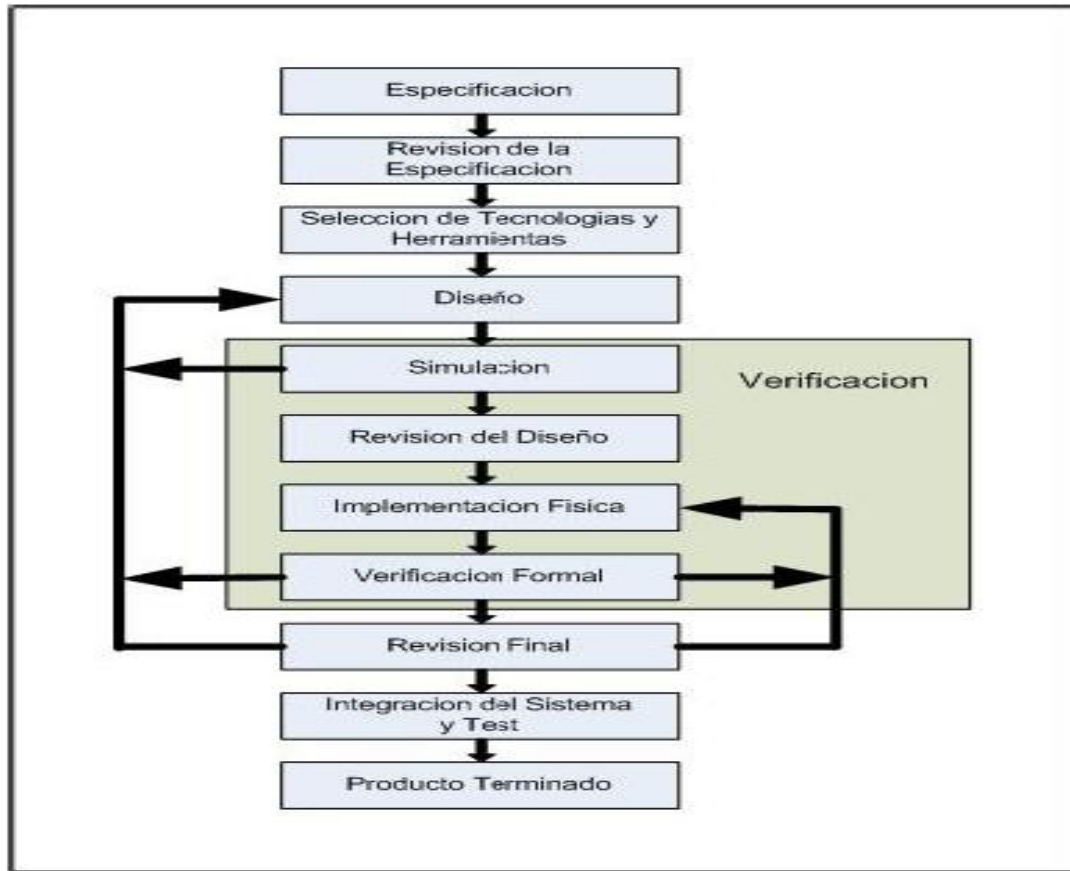 Especificacion
Revision de la
Especificacion
Seleccion de Tecnologias y
Herramientas
Diseño
Simulacion
Verificacion
Revision del Diseño
Implementacion Fisica
Verificacion Formal
Revision Final
Integracion del Sistema
y Test
Producto Terminado